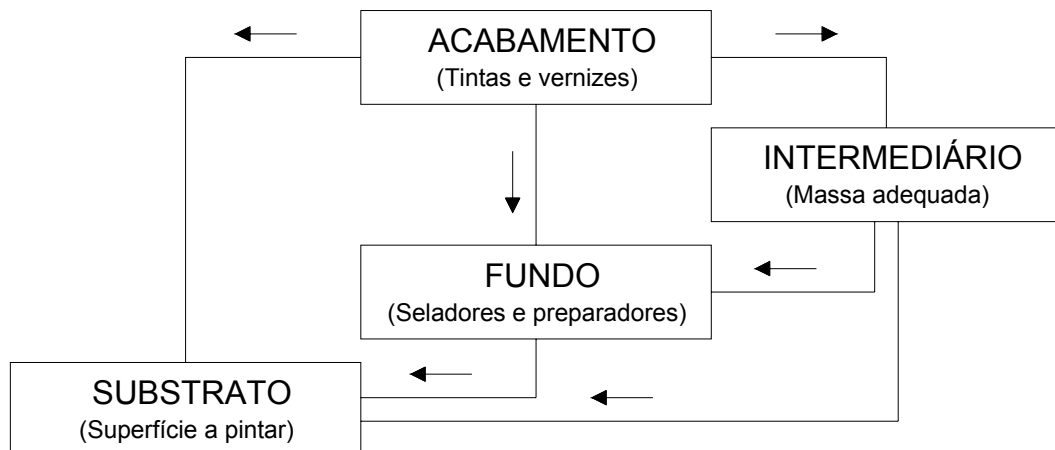 ACABAMENTO
(Tintas e vernizes)
INTERMEDIÁRIO
(Massa adequada)
FUNDO
(Seladores e preparadores)
SUBSTRATO
(Superfície a pintar)